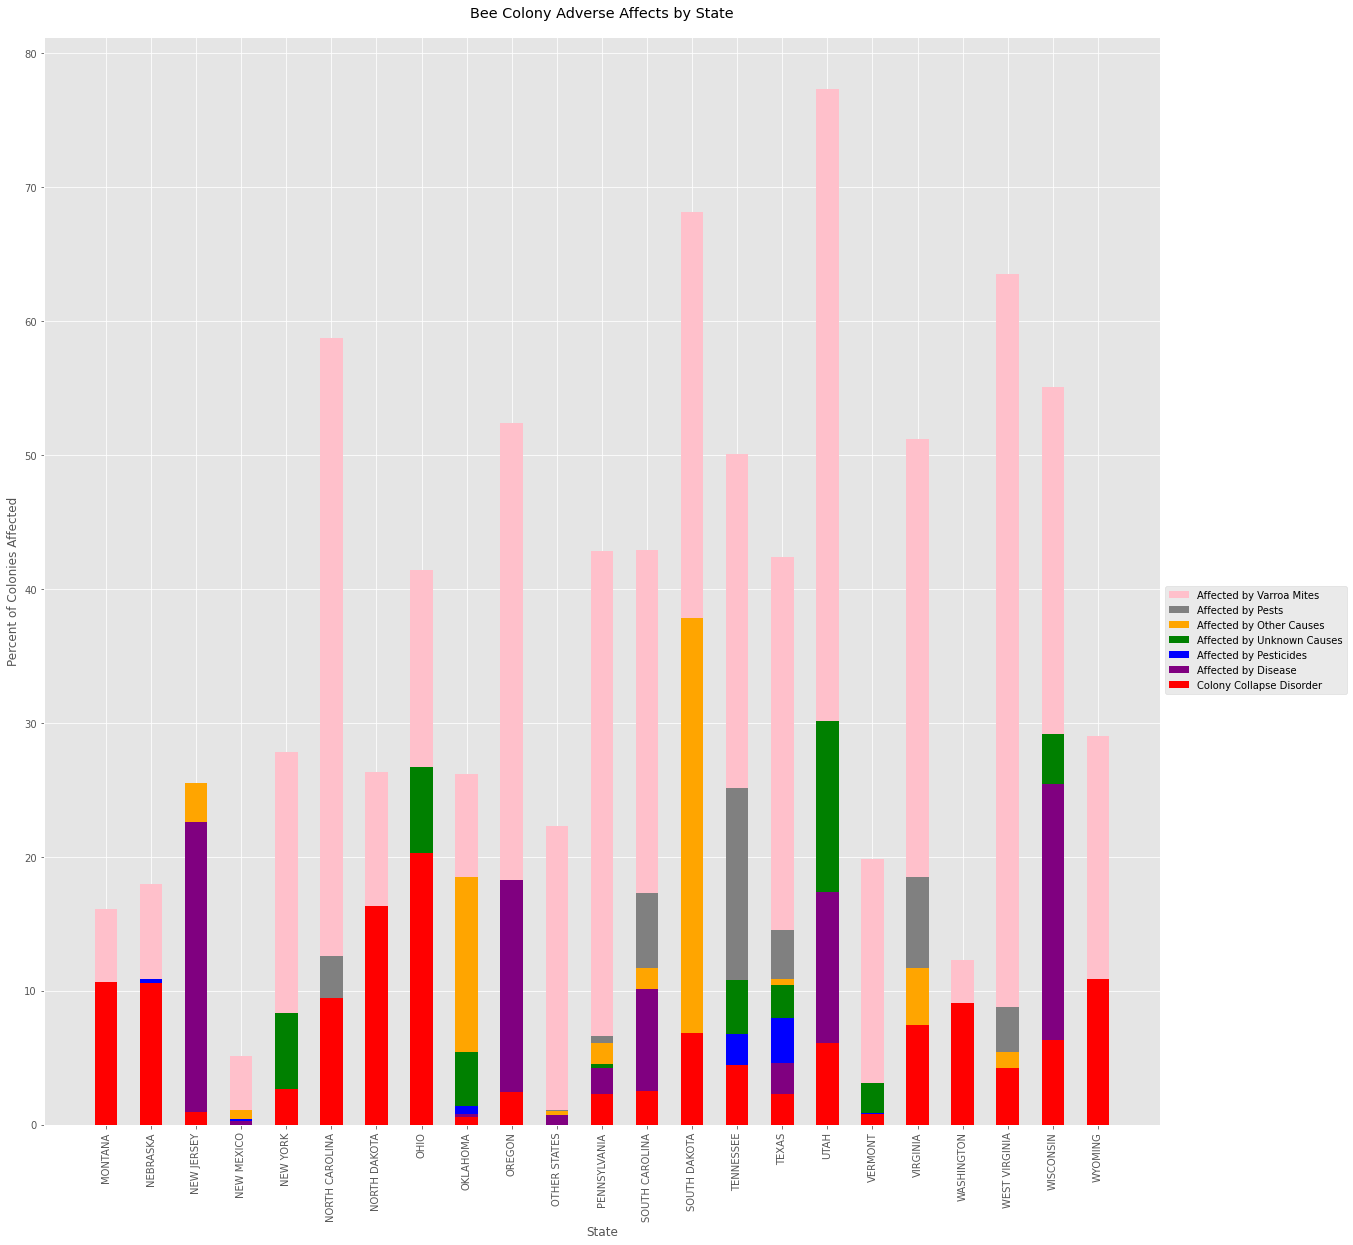 Bee Colony Adverse Affects by State
80
70
60
50
40
30
20
10
0
Percent of Colonies Affected
Affected by Varroa Mites
Affected by Pests
Affected by Other Causes
Affected by Unknown Causes
Affected by Pesticides
Affected by Disease
Colony Collapse Disorder
MONTANA
NEBRASKA
NEW JERSEY
NEW MEXICO
NEW YORK
NORTH CAROLINA
NORTH DAKOTA
OHIO
OKLAHOMA
OREGON
OTHER STATES
PENNSYLVANIA
SOUTH CAROLINA
SOUTH DAKOTA
TENNESSEE
TEXAS
UTAH
VERMONT
VIRGINIA
WASHINGTON
WEST VIRGINIA
WISCONSIN
WYOMING
State